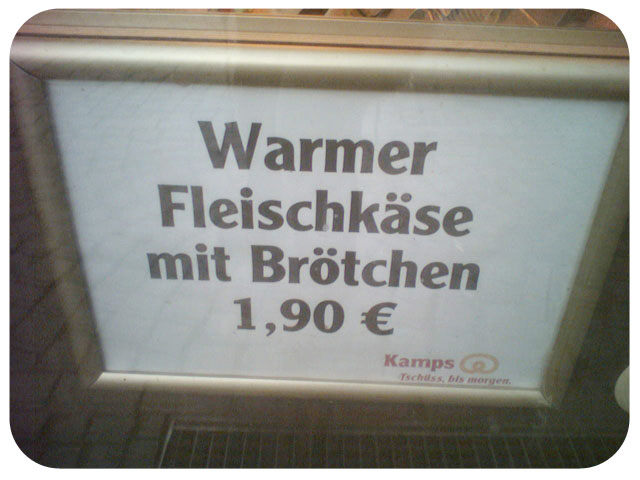 Warmer
Fleischkäse
mit Brötchen
1,90 €
Kamps
Tschüss, bis morgen.